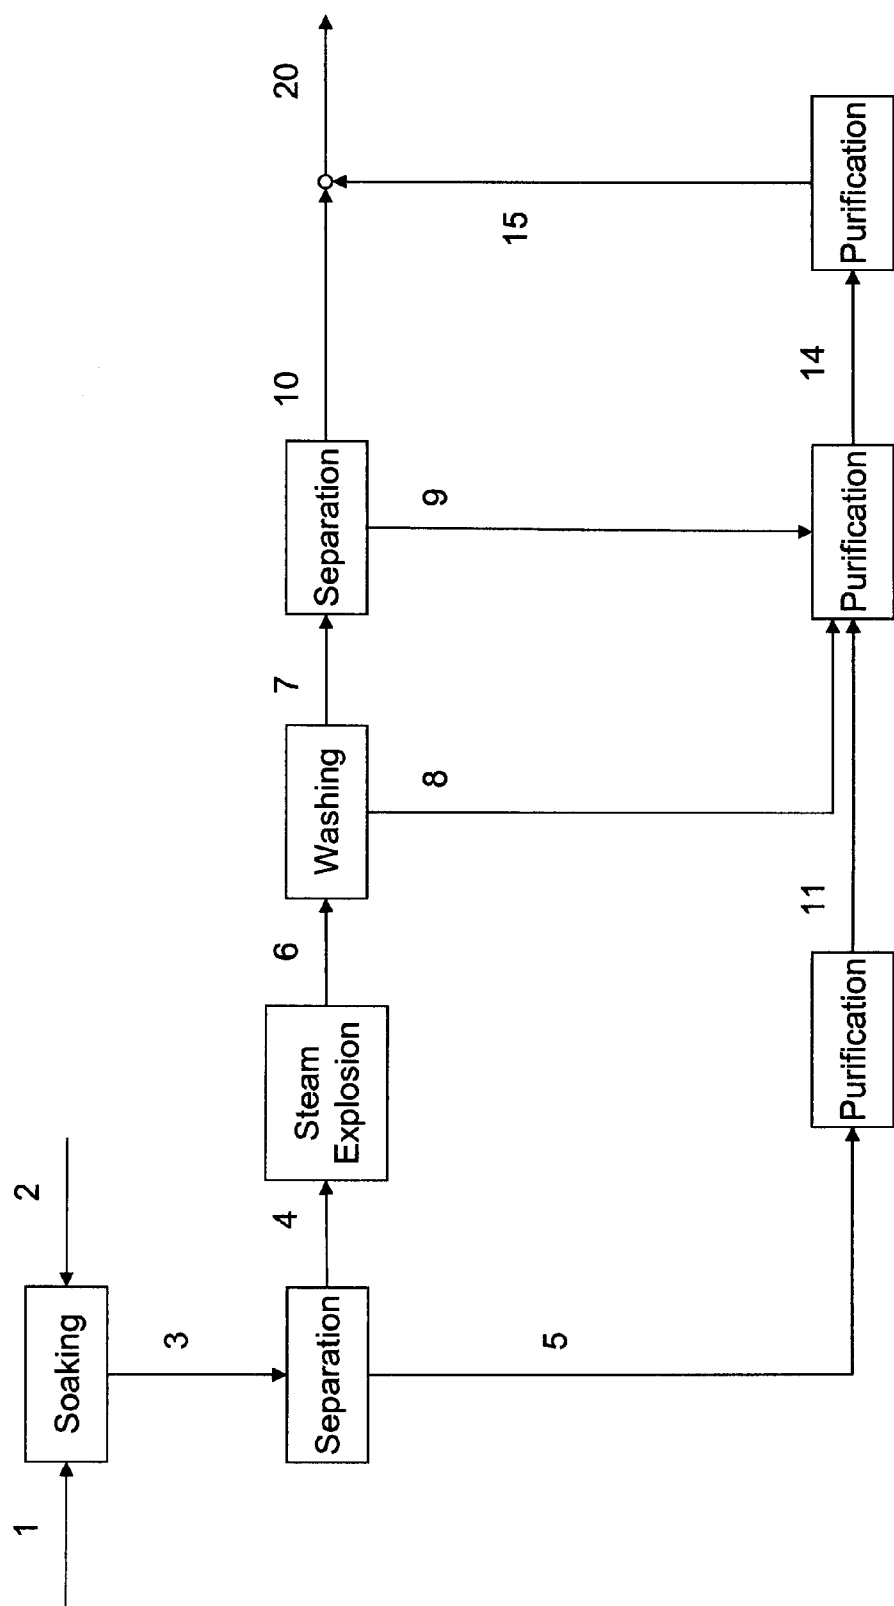 1
Soaking
2
3
4
6
7
10
20
Separation
Steam
Explosion
Washing
Separation
5
8
9
15
11
14
Purification
Purification
Purification